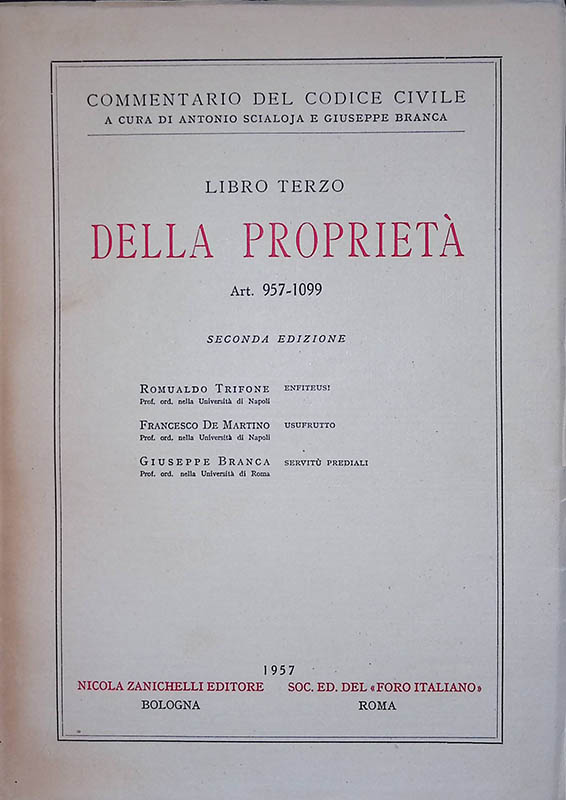 COMMENTARIO DEL CODICE CIVILE
A CURA DI ANTONIO SCIALOJA E GIUSEPPE BRANCA
LIBRO TERZO
DELLA PROPRIETÀ
Art. 957-1099
SECONDA EDIZIONE
ROMUALDO TRIFONE ENFITEUSI
Prof. ord. nella Università di Napoli
FRANCESCO DE MARTINO USUFRUTTO
Prof. ord. nella Università di Napoli
GIUSEPPE BRANCA SERVITÙ PREDIALI
Prof. ord. nella Università di Roma
1957
NICOLA ZANICHELLI EDITORE SOC. ED. DEL «FORO ITALIANO»
BOLOGNA ROMA